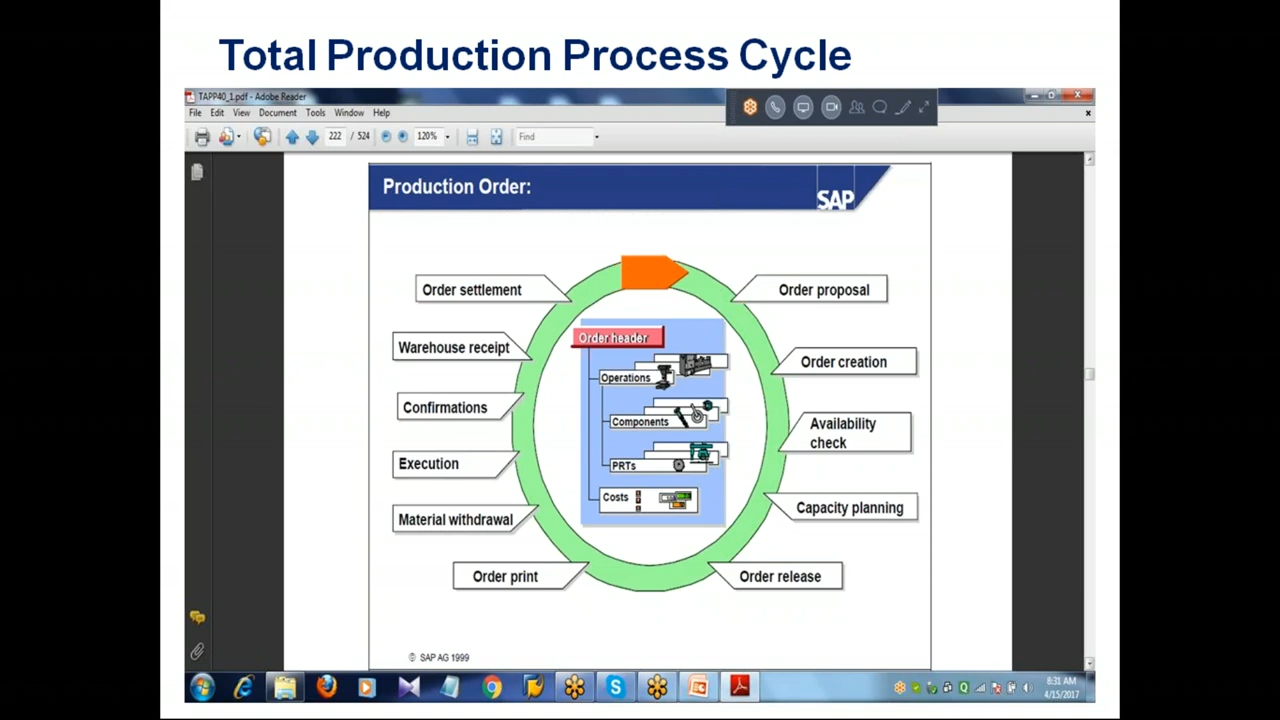 Total Production Process Cycle
TAPP40_1.pdf - Adobe Reader
File Edit View Document Tools Window Help
222 / 524 120% Find
Production Order:
SAP
Order settlement
Order proposal
Order header
Warehouse receipt
Order creation
Operations
Confirmations
Availability
check
Components
Execution
PRTs
Costs
Capacity planning
Material withdrawal
Order print
Order release
© SAP AG 1999
8:31 AM
4/15/2017